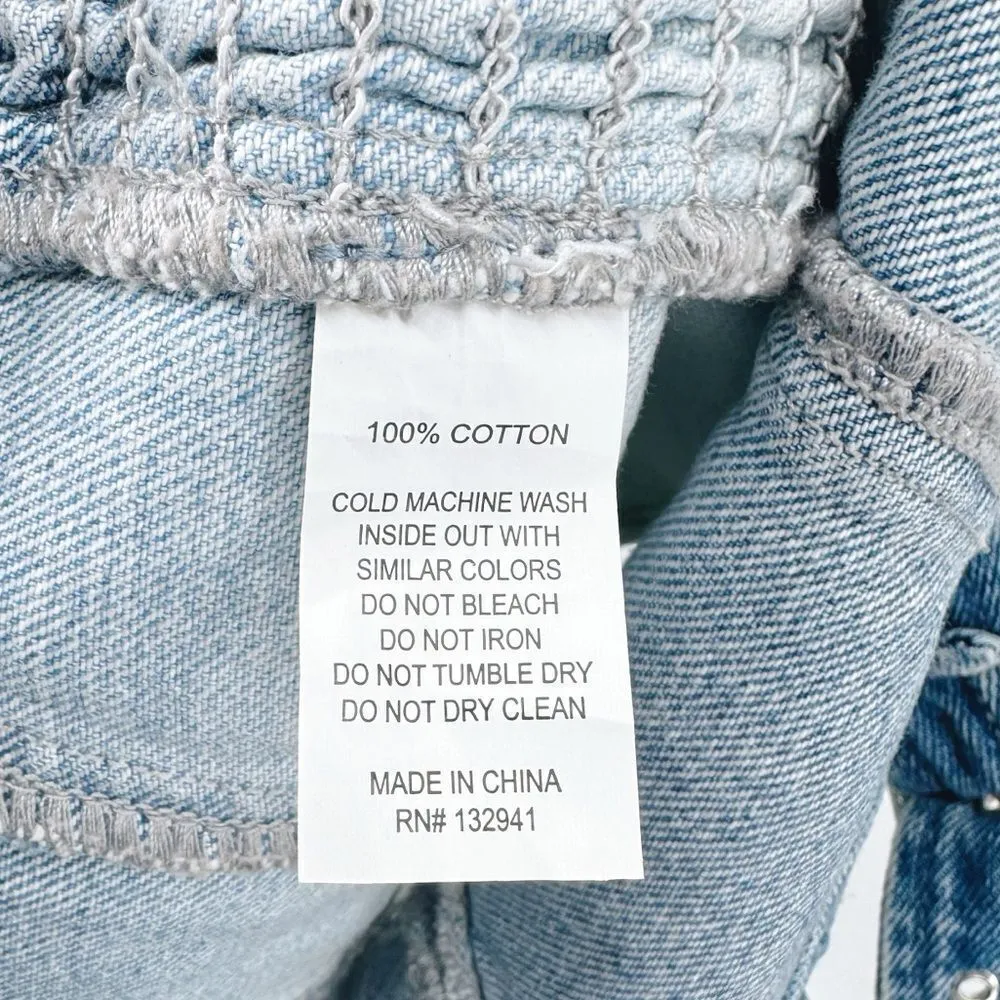 100% COTTON
COLD MACHINE WASH
INSIDE OUT WITH
SIMILAR COLORS
DO NOT BLEACH
DO NOT IRON
DO NOT TUMBLE DRY
DO NOT DRY CLEAN
MADE IN CHINA
RN# 132941